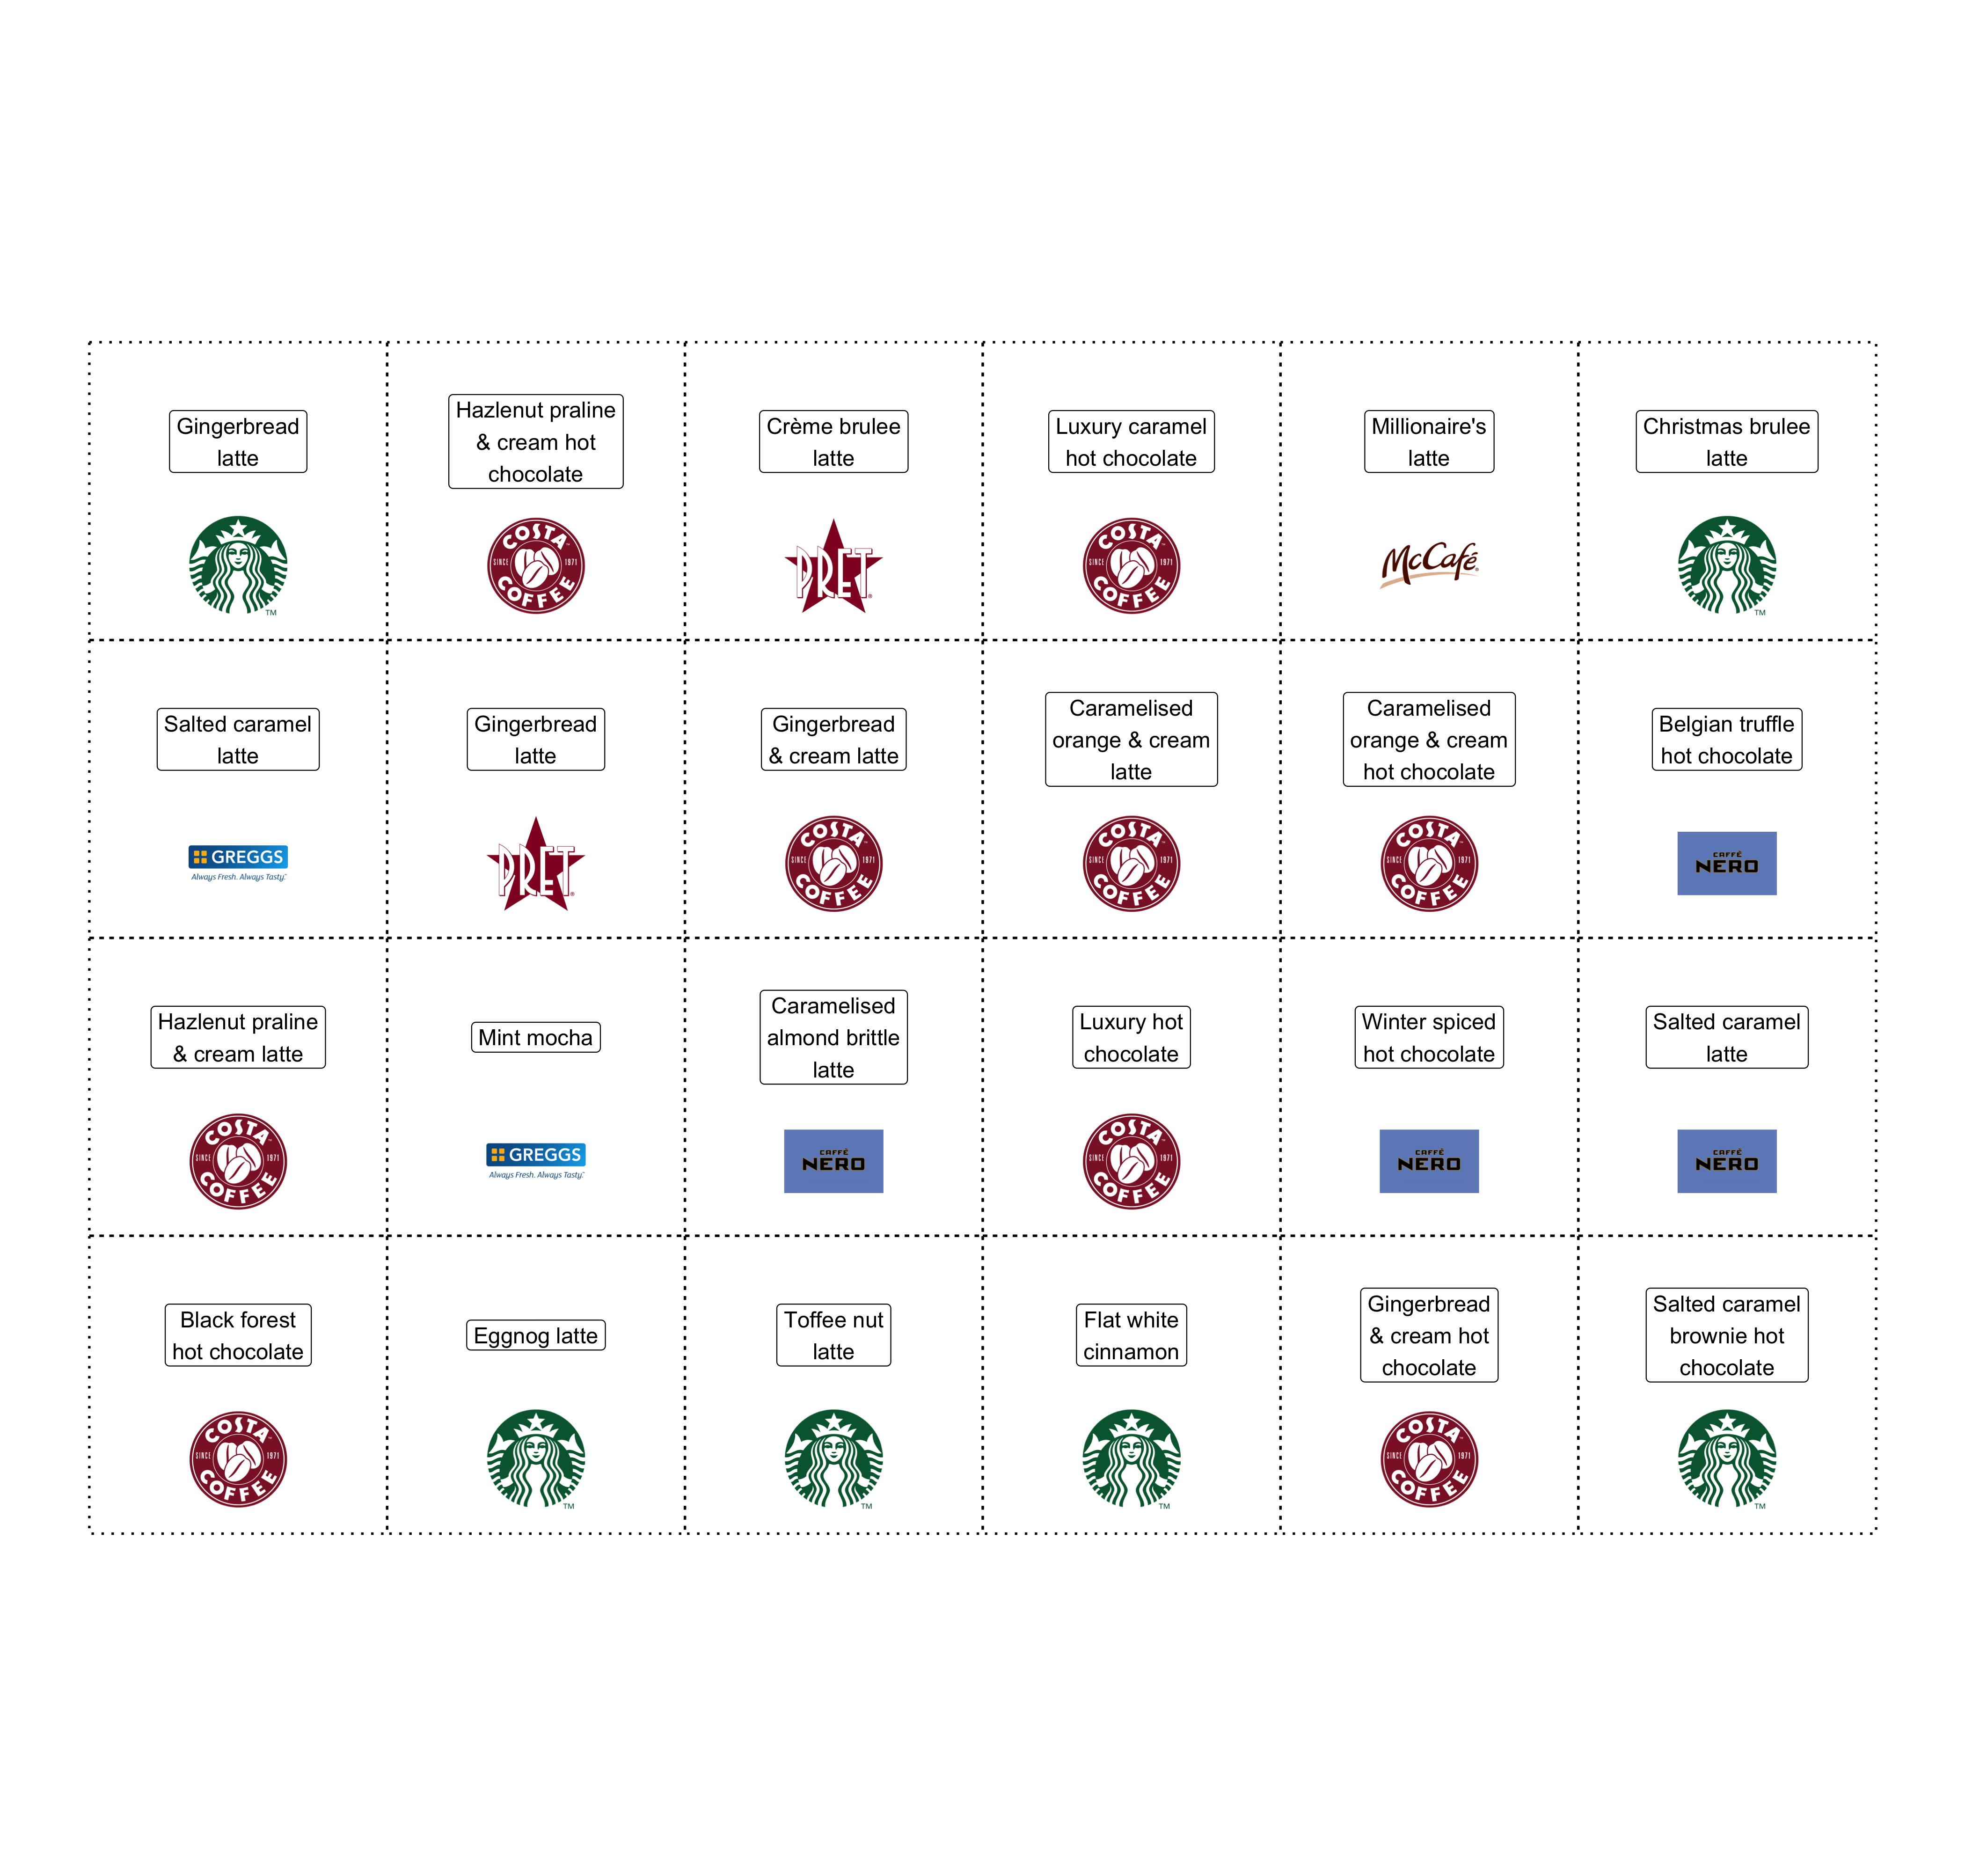 Gingerbread
latte
TM
Hazlenut praline
& cream hot
chocolate
COSTA
SINCE 1971
COFFEE
Crème brulee
latte
PRET®
Luxury caramel
hot chocolate
COSTA
SINCE 1971
COFFEE
Millionaire's
latte
McCafé®
Christmas brulee
latte
TM
Salted caramel
latte
GREGGS
Always Fresh. Always Tasty.™
Gingerbread
latte
PRET®
Gingerbread
& cream latte
COSTA
SINCE 1971
COFFEE
Caramelised
orange & cream
latte
COSTA
SINCE 1971
COFFEE
Caramelised
orange & cream
hot chocolate
COSTA
SINCE 1971
COFFEE
Belgian truffle
hot chocolate
CAFFÈ
NERO
Hazlenut praline
& cream latte
COSTA
SINCE 1971
COFFEE
Mint mocha
GREGGS
Always Fresh. Always Tasty.™
Caramelised
almond brittle
latte
CAFFÈ
NERO
Luxury hot
chocolate
COSTA
SINCE 1971
COFFEE
Winter spiced
hot chocolate
CAFFÈ
NERO
Salted caramel
latte
CAFFÈ
NERO
Black forest
hot chocolate
COSTA
SINCE 1971
COFFEE
Eggnog latte
TM
Toffee nut
latte
TM
Flat white
cinnamon
TM
Gingerbread
& cream hot
chocolate
COSTA
SINCE 1971
COFFEE
Salted caramel
brownie hot
chocolate
TM